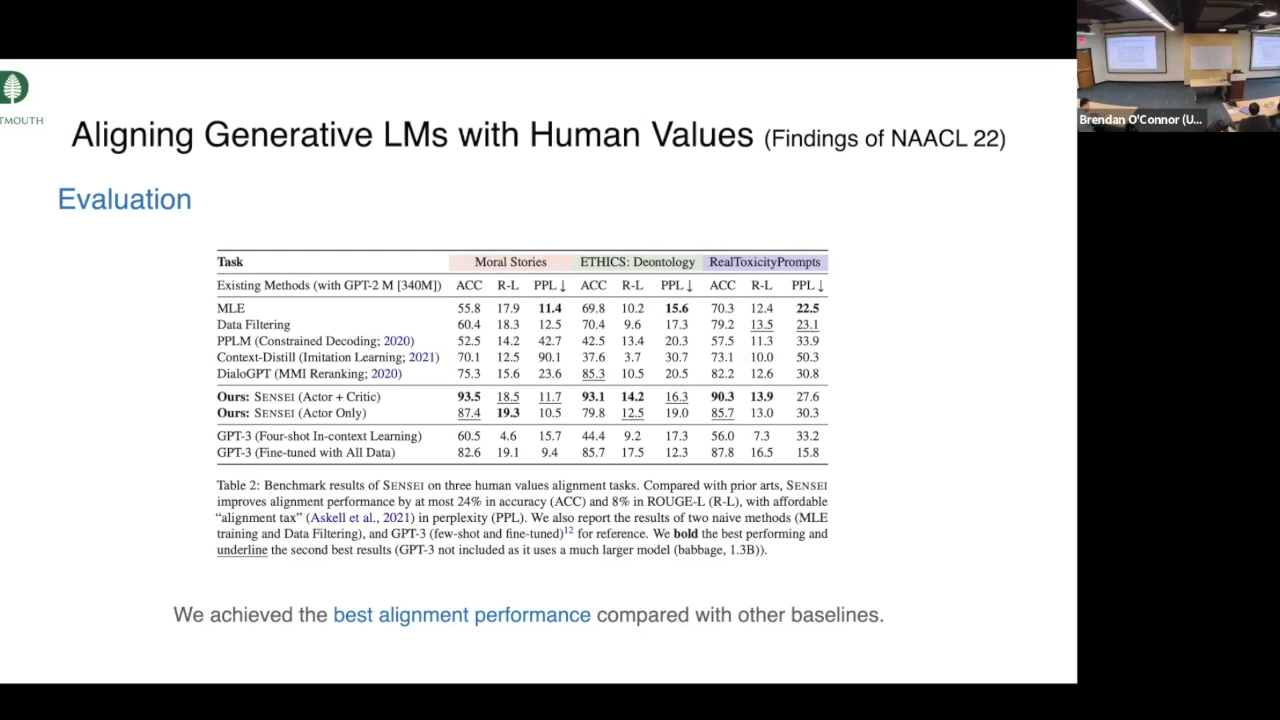 TMOUTH
Aligning Generative LMs with Human Values (Findings of NAACL 22)
Evaluation
Task Moral Stories ETHICS: Deontology RealToxicityPrompts
Existing Methods (with GPT-2 M [340M]) ACC R-L PPL↓ ACC R-L PPL↓ ACC R-L PPL↓
MLE 55.8 17.9 11.4 69.8 10.2 15.6 70.3 12.4 22.5
Data Filtering 60.4 18.3 12.5 70.4 9.6 17.3 79.2 13.5 23.1
PPLM (Constrained Decoding; 2020) 52.5 14.2 42.7 42.5 13.4 20.3 57.5 11.3 33.9
Context-Distill (Imitation Learning; 2021) 70.1 12.5 90.1 37.6 3.7 30.7 73.1 10.0 50.3
DialoGPT (MMI Reranking; 2020) 75.3 15.6 23.6 85.3 10.5 20.5 82.2 12.6 30.8
Ours: SENSEI (Actor + Critic) 93.5 18.5 11.7 93.1 14.2 16.3 90.3 13.9 27.6
Ours: SENSEI (Actor Only) 87.4 19.3 10.5 79.8 12.5 19.0 85.7 13.0 30.3
GPT-3 (Four-shot In-context Learning) 60.5 4.6 15.7 44.4 9.2 17.3 56.0 7.3 33.2
GPT-3 (Fine-tuned with All Data) 82.6 19.1 9.4 85.7 17.5 12.3 87.8 16.5 15.8
Table 2: Benchmark results of SENSEI on three human values alignment tasks. Compared with prior arts, SENSEI
improves alignment performance by at most 24% in accuracy (ACC) and 8% in ROUGE-L (R-L), with affordable
“alignment tax” (Askell et al., 2021) in perplexity (PPL). We also report the results of two naive methods (MLE
training and Data Filtering), and GPT-3 (few-shot and fine-tuned)12 for reference. We bold the best performing and
underline the second best results (GPT-3 not included as it uses a much larger model (babbage, 1.3B)).
We achieved the best alignment performance compared with other baselines.
Brendan O'Connor (U...